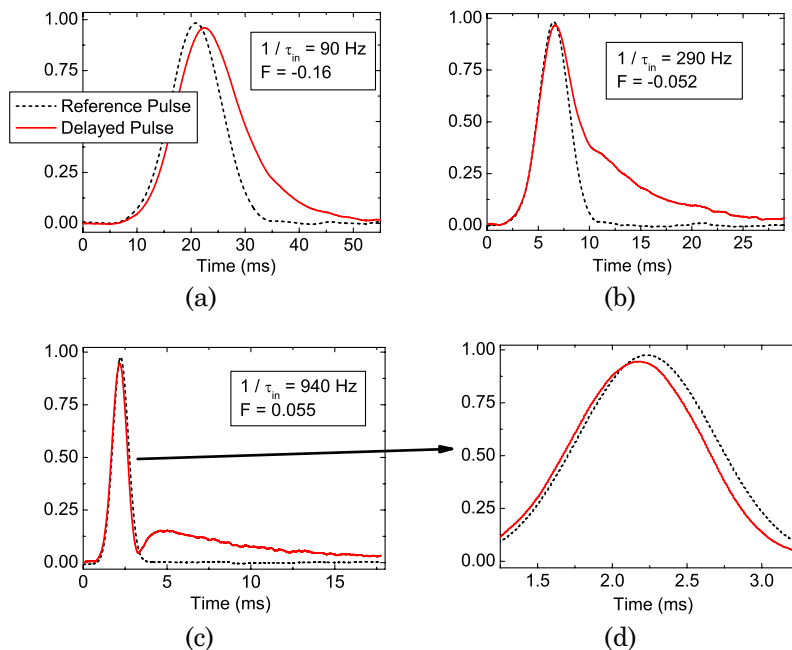 1.00
0.75
0.50
0.25
0.00
1 / τin = 90 Hz
F = -0.16
Reference Pulse
Delayed Pulse
0 10 20 30 40 50
Time (ms)
(a)
1.00
0.75
0.50
0.25
0.00
1 / τin = 290 Hz
F = -0.052
0 5 10 15 20 25
Time (ms)
(b)
1.00
0.75
0.50
0.25
0.00
1 / τin = 940 Hz
F = 0.055
0 5 10 15
Time (ms)
(c)
1.00
0.75
0.50
0.25
0.00
1.5 2.0 2.5 3.0
Time (ms)
(d)